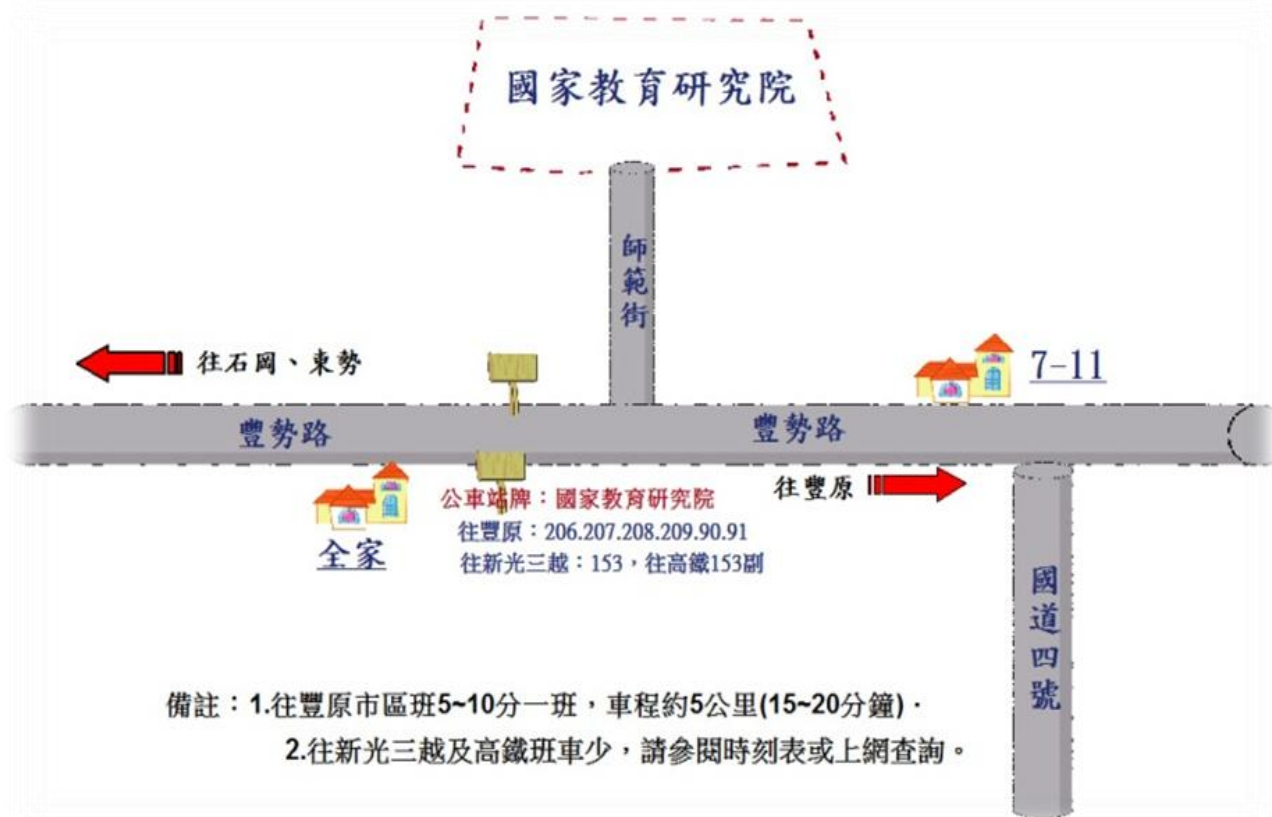 國家教育研究院
師範街
往石岡、東勢
7-11
豐勢路
豐勢路
往豐原
全家
公車站牌：國家教育研究院
往豐原：206.207.208.209.90.91
往新光三越：153，往高鐵153副
國道四號
備註：1.往豐原市區班5~10分一班，車程約5公里(15~20分鐘)．
2.往新光三越及高鐵班車少，請參閱時刻表或上網查詢。